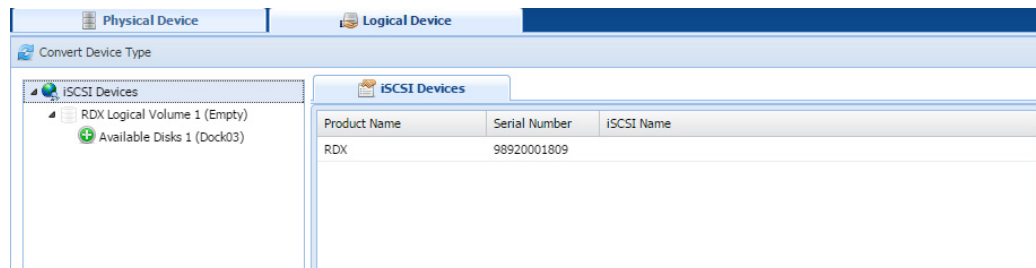 Physical Device
Logical Device
Convert Device Type
iSCSI Devices
RDX Logical Volume 1 (Empty)
Available Disks 1 (Dock03)
iSCSI Devices
Product Name Serial Number iSCSI Name
RDX 98920001809